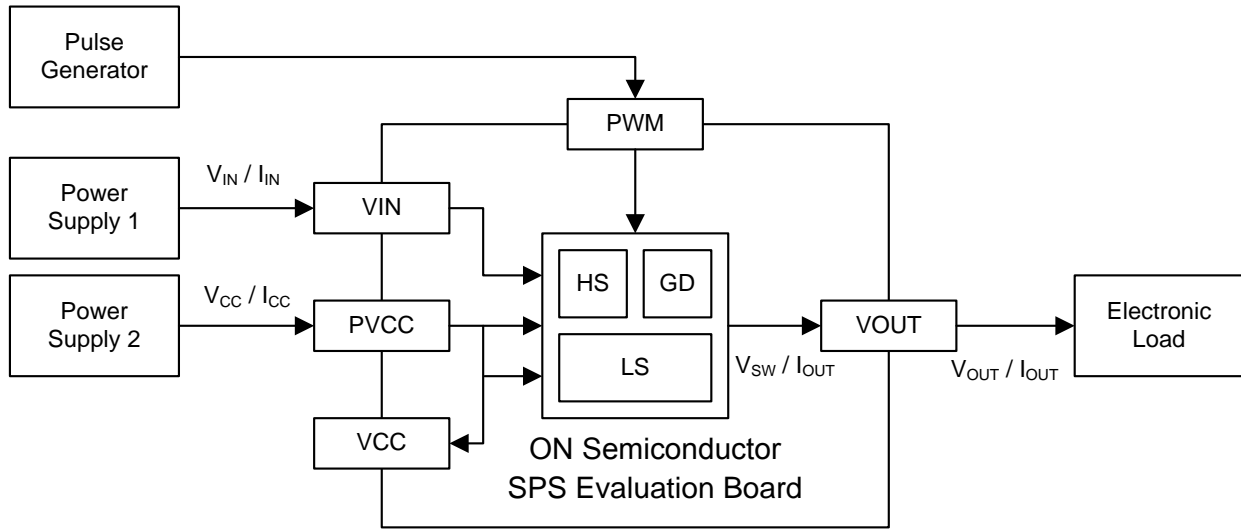 Pulse
Generator
PWM
Power
Supply 1
V_IN / I_IN
VIN
HS
GD
Power
Supply 2
V_CC / I_CC
PVCC
LS
VOUT
Electronic
Load
V_SW / I_OUT
V_OUT / I_OUT
VCC
ON Semiconductor
SPS Evaluation Board